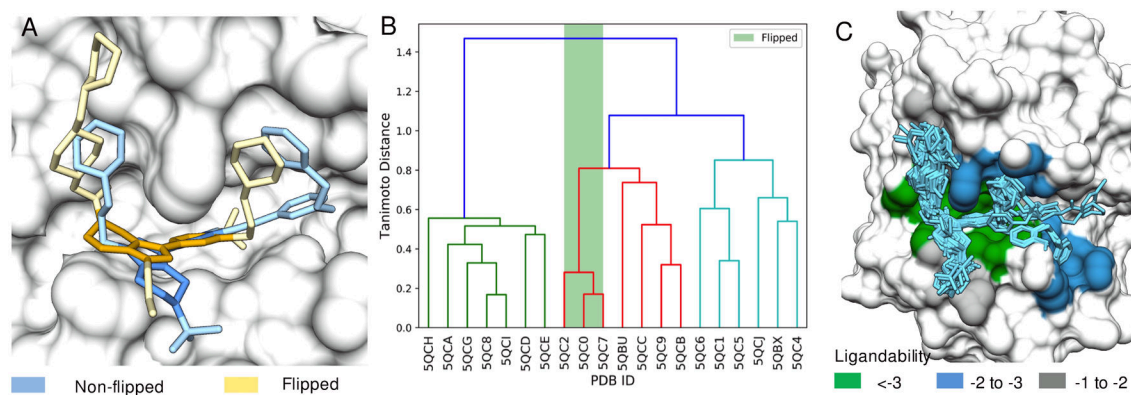 A
Non-flipped
Flipped
B
Tanimoto Distance
1.4
1.2
1.0
0.8
0.6
0.4
0.2
0.0
Flipped
5QCH
5QCA
5QCG
5QC8
5QCI
5QCD
5QCE
5QC2
5QC0
5QC7
5QBU
5QCC
5QC9
5QCB
5QC6
5QC1
5QC5
5QCJ
5QBX
5QC4
PDB ID
C
Ligandability
<-3
-2 to -3
-1 to -2